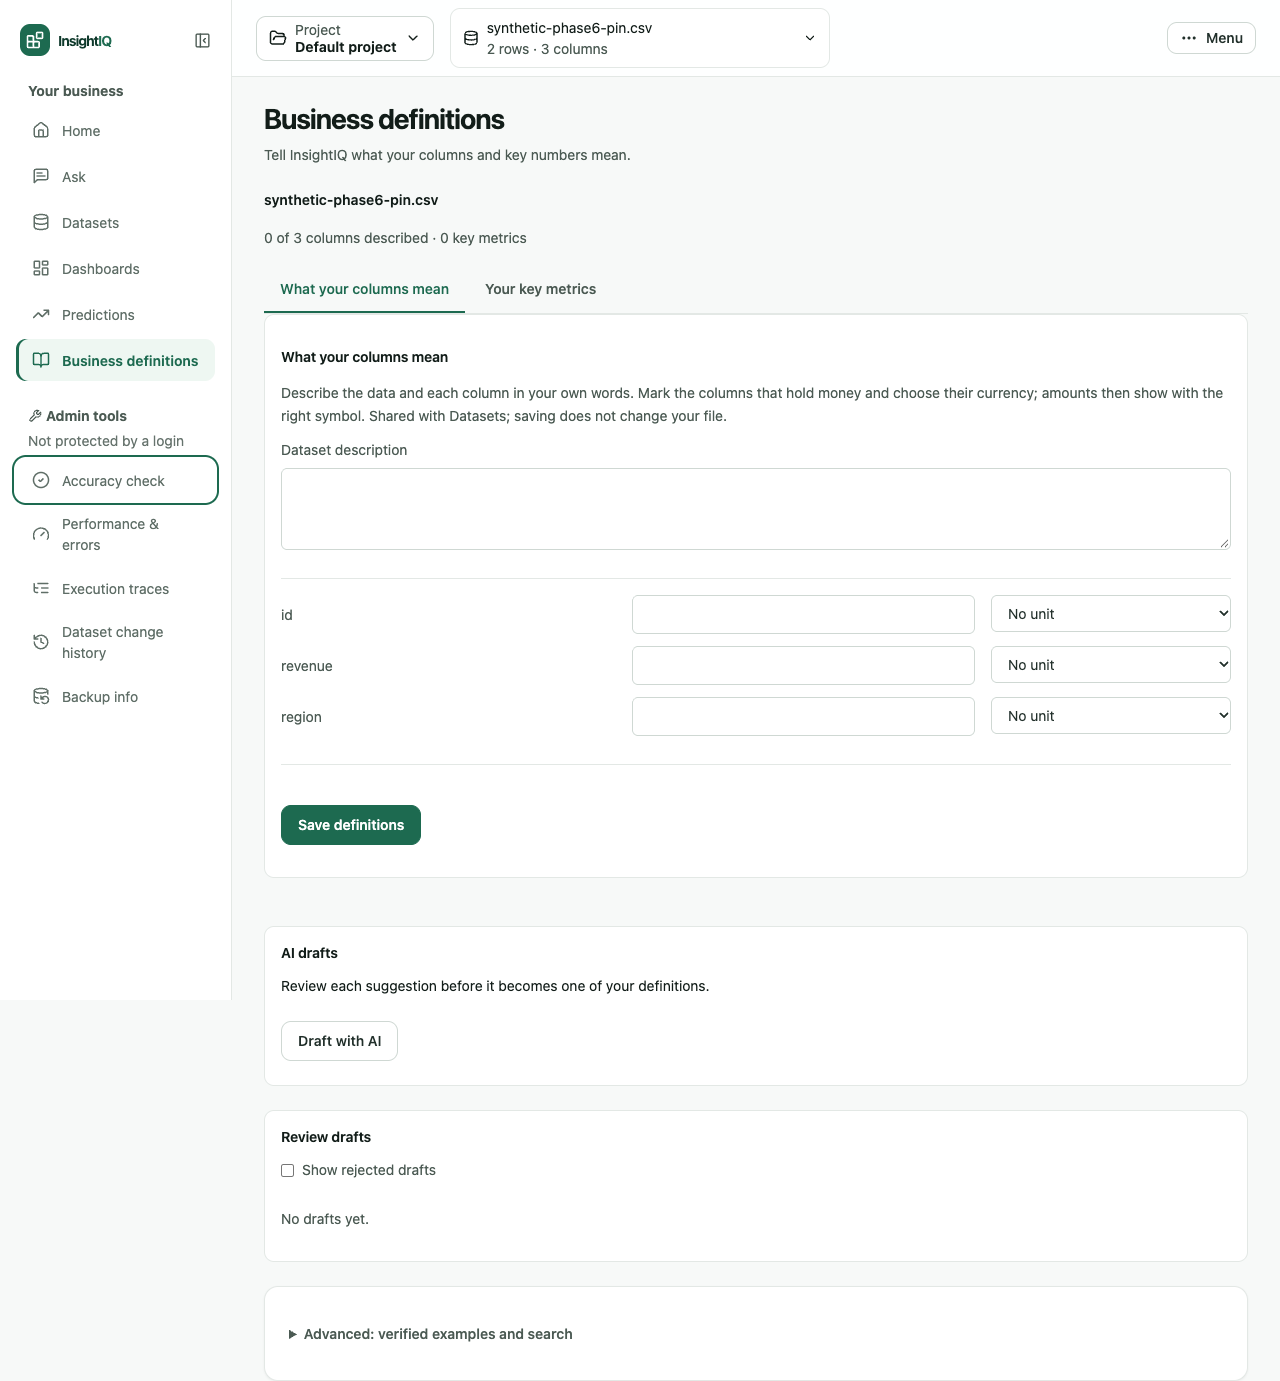 InsightIQ
Your business
Home
Ask
Datasets
Dashboards
Predictions
Business definitions
Admin tools
Not protected by a login
Accuracy check
Performance &
errors
Execution traces
Dataset change
history
Backup info
Project
Default project
synthetic-phase6-pin.csv
2 rows · 3 columns
Menu
Business definitions
Tell InsightIQ what your columns and key numbers mean.
synthetic-phase6-pin.csv
0 of 3 columns described · 0 key metrics
What your columns mean
Your key metrics
What your columns mean
Describe the data and each column in your own words. Mark the columns that hold money and choose their currency; amounts then show with the
right symbol. Shared with Datasets; saving does not change your file.
Dataset description
id
No unit
revenue
No unit
region
No unit
Save definitions
AI drafts
Review each suggestion before it becomes one of your definitions.
Draft with AI
Review drafts
Show rejected drafts
No drafts yet.
Advanced: verified examples and search